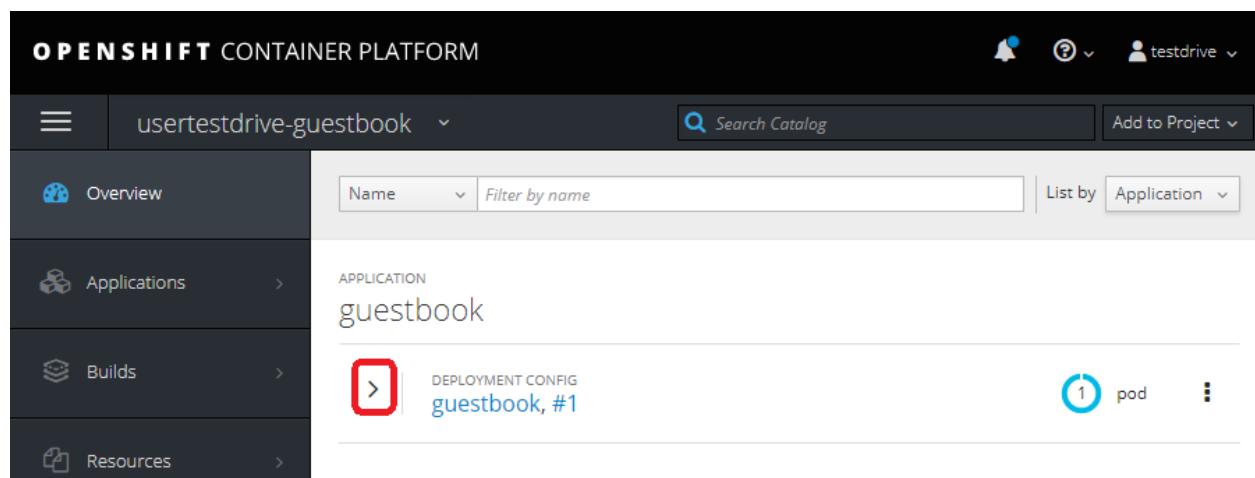 OPENSHIFT CONTAINER PLATFORM
testdrive
usertestdrive-guestbook
Search Catalog
Add to Project
Overview
Name
Filter by name
List by
Application
Applications
APPLICATION
guestbook
Builds
DEPLOYMENT CONFIG
guestbook, #1
1
pod
Resources